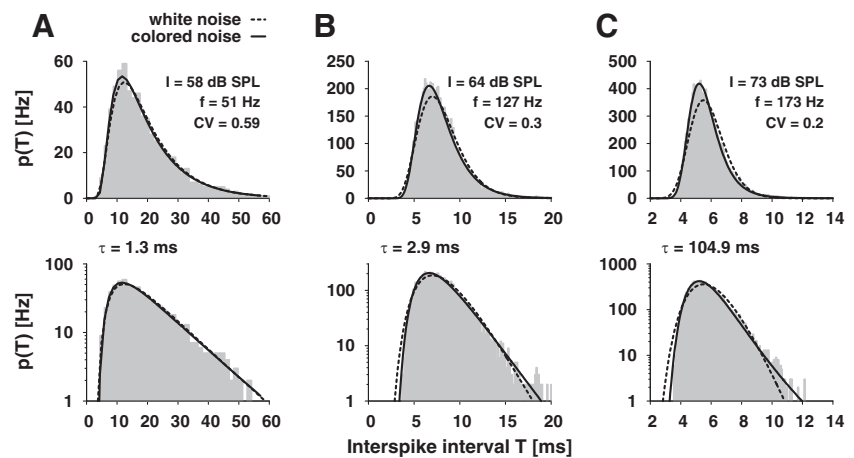 A
B
C
white noise
colored noise
I = 58 dB SPL
f = 51 Hz
CV = 0.59
I = 64 dB SPL
f = 127 Hz
CV = 0.3
I = 73 dB SPL
f = 173 Hz
CV = 0.2
p(T) [Hz]
60
40
20
0
250
200
150
100
50
0
500
400
300
200
100
0
0 10 20 30 40 50 60
0 5 10 15 20
2 4 6 8 10 12 14
τ = 1.3 ms
τ = 2.9 ms
τ = 104.9 ms
p(T) [Hz]
100
10
1
100
10
1
1000
100
10
1
0 10 20 30 40 50 60
0 5 10 15 20
2 4 6 8 10 12 14
Interspike interval T [ms]